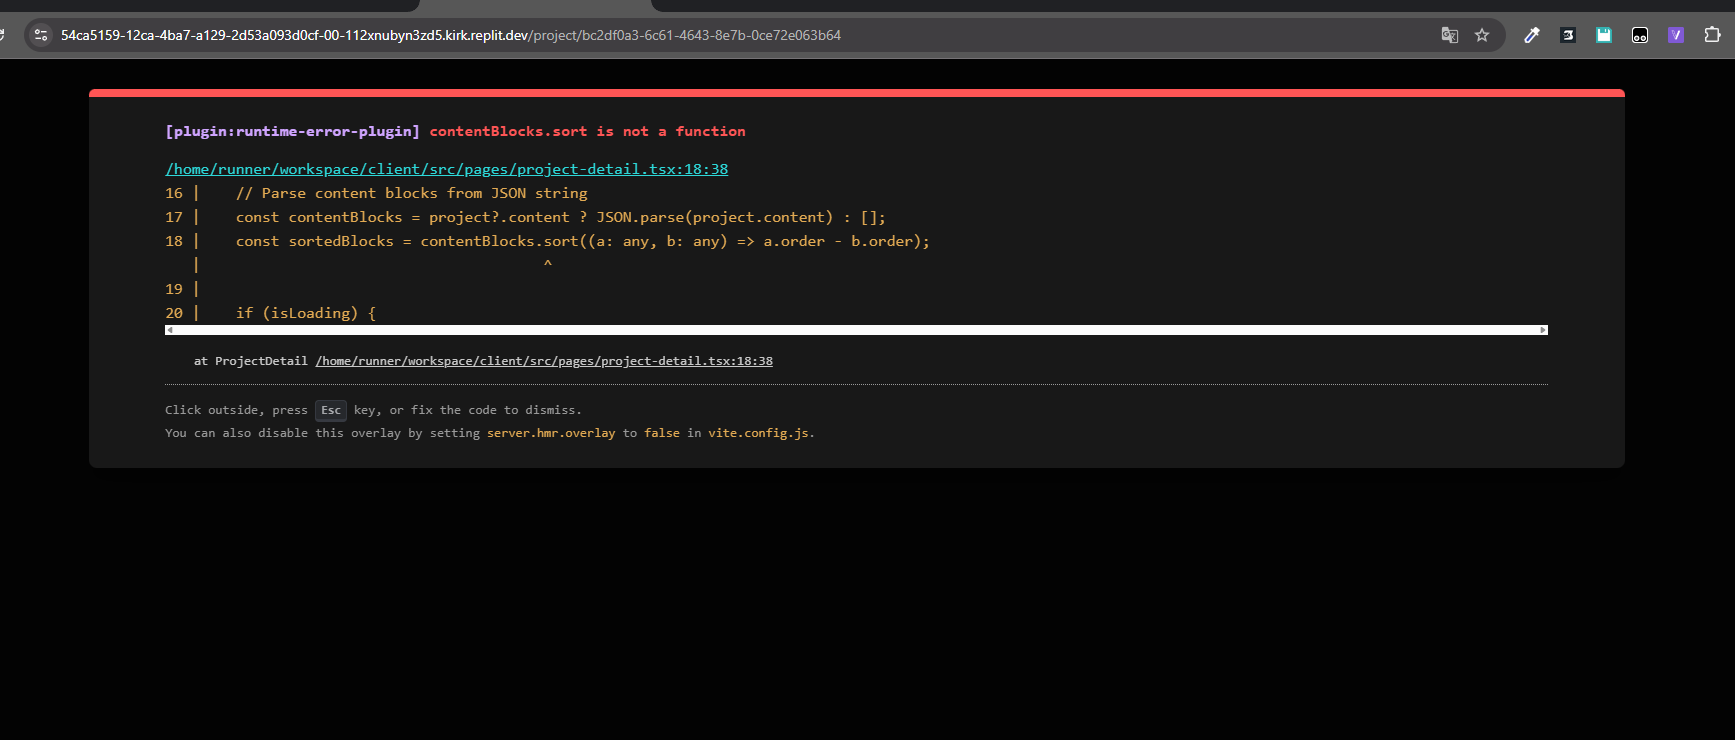 54ca5159-12ca-4ba7-a129-2d53a093d0cf-00-112xnubyn3zd5.kirk.replit.dev/project/bc2df0a3-6c61-4643-8e7b-0ce72e063b64
[plugin:runtime-error-plugin] contentBlocks.sort is not a function
/home/runner/workspace/client/src/pages/project-detail.tsx:18:38
16 |    // Parse content blocks from JSON string
17 |    const contentBlocks = project?.content ? JSON.parse(project.content) : [];
18 |    const sortedBlocks = contentBlocks.sort((a: any, b: any) => a.order - b.order);
   |                                       ^
19 |
20 |    if (isLoading) {
at ProjectDetail /home/runner/workspace/client/src/pages/project-detail.tsx:18:38
Click outside, press Esc key, or fix the code to dismiss.
You can also disable this overlay by setting server.hmr.overlay to false in vite.config.js.